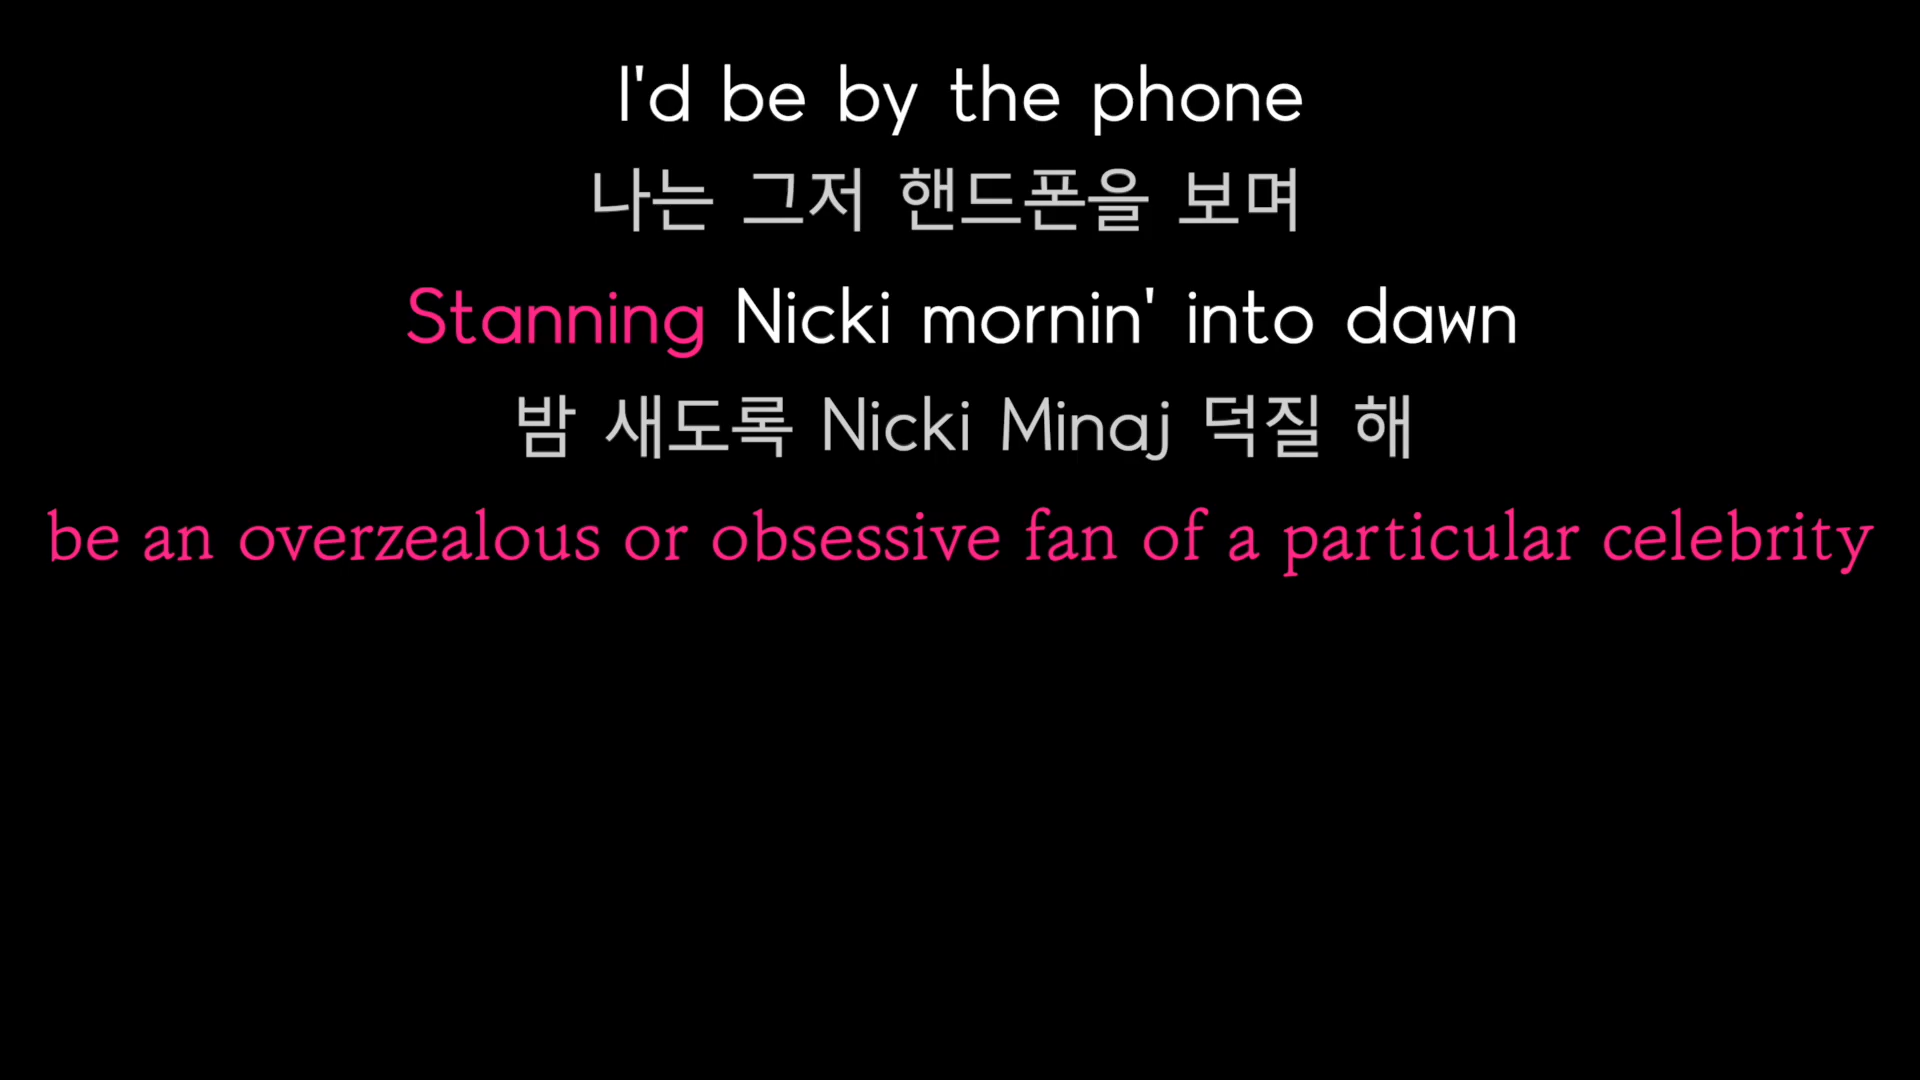 I'd be by the phone
나는 그저 핸드폰을 보며
Stanning Nicki mornin' into dawn
밤 새도록 Nicki Minaj 덕질 해
be an overzealous or obsessive fan of a particular celebrity